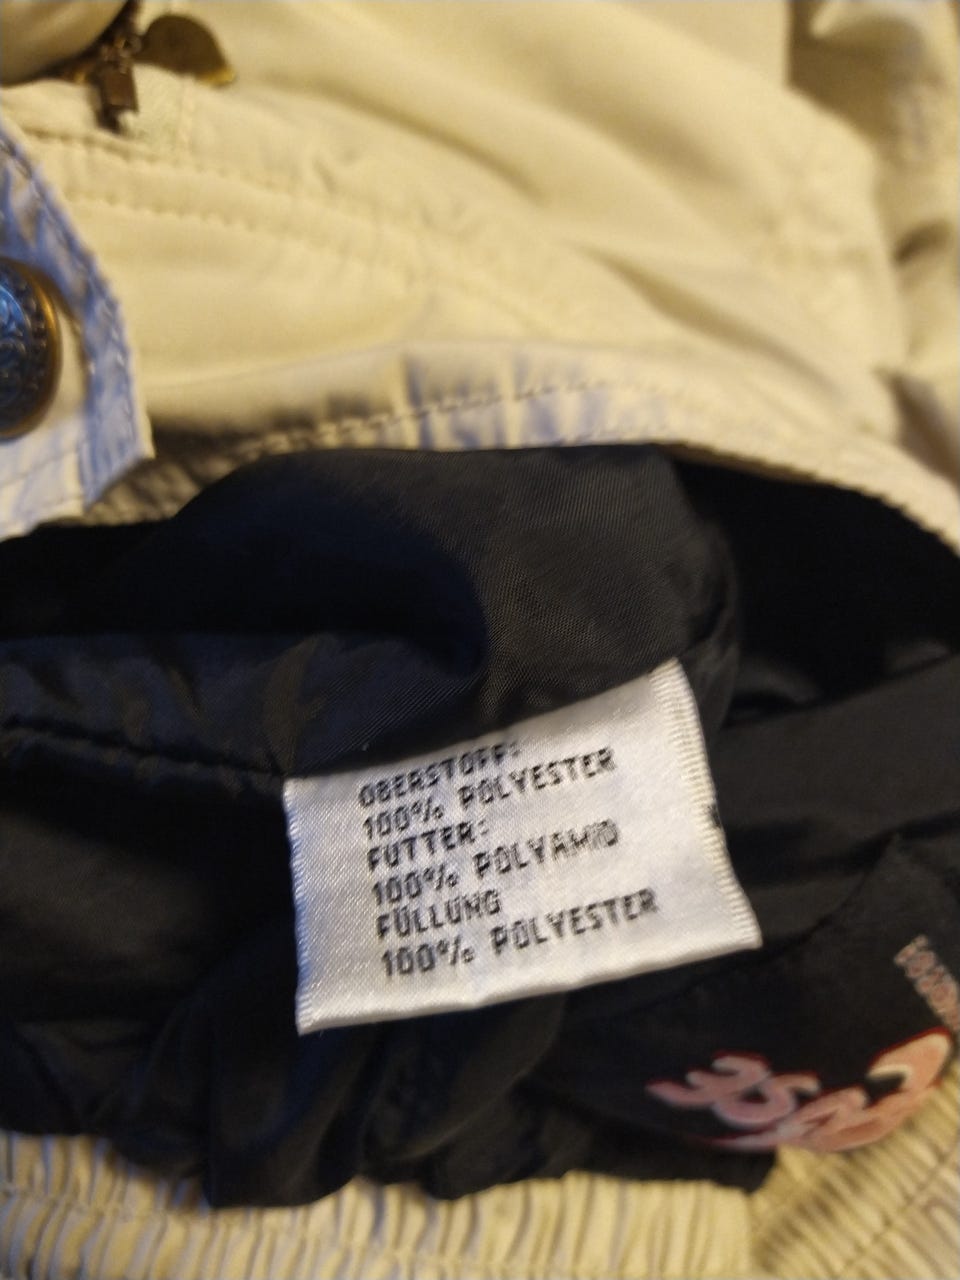 OBERSTOFF:
100% POLYESTER
FUTTER:
100% POLYAMID
FÜLLUNG
100% POLYESTER